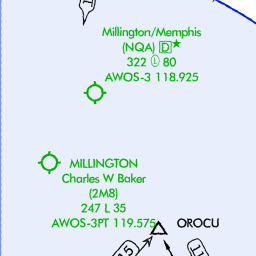 Millington/Memphis
(NQA) D★
322 Ⓛ 80
AWOS-3 118.925
MILLINGTON
Charles W Baker
(2M8)
247 L 35
AWOS-3PT 119.575
OROCU
15